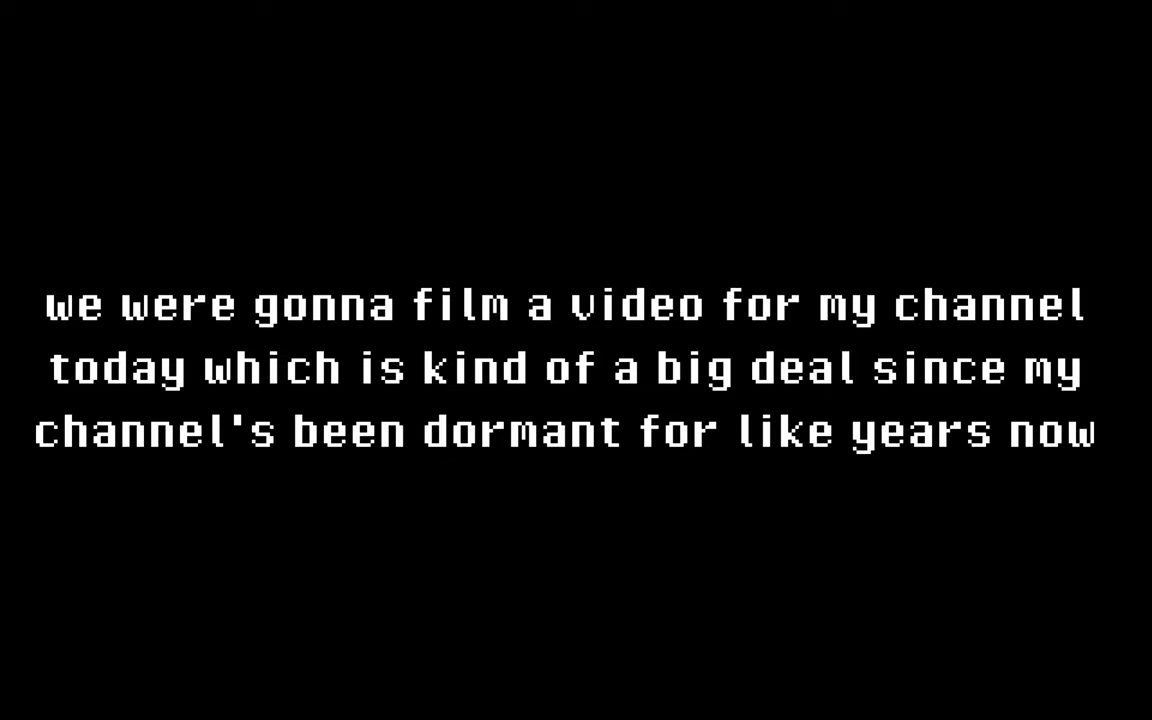 we were gonna film a video for my channel
today which is kind of a big deal since my
channel's been dormant for like years now